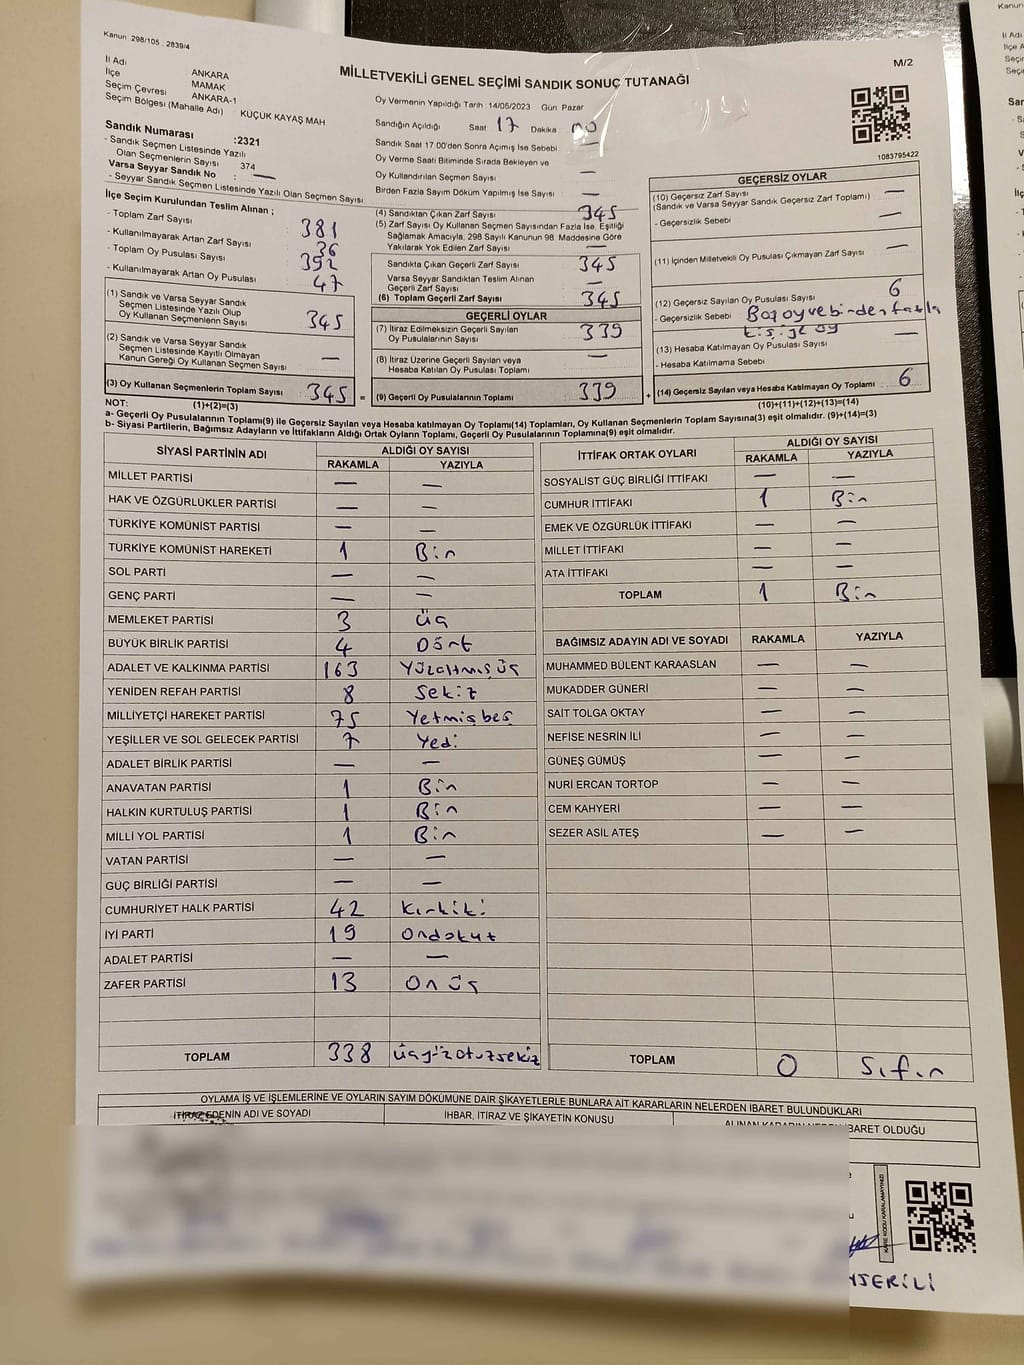 Kanun. 298/105 . 2839/4
MİLLETVEKİLİ GENEL SEÇİMİ SANDIK SONUÇ TUTANAĞI
M/2
İl Adı ANKARA
İlçe MAMAK
Seçim Çevresi ANKARA-1
Seçim Bölgesi (Mahalle Adı) KÜÇÜK KAYAŞ MAH
Sandık Numarası :2321
- Sandık Seçmen Listesinde Yazılı
Olan Seçmenlerin Sayısı 374
Varsa Seyyar Sandık No : —
- Seyyar Sandık Seçmen Listesinde Yazılı Olan Seçmen Sayısı
Oy Vermenin Yapıldığı Tarih :14/05/2023 Gün Pazar
Sandığın Açıldığı Saat 17 Dakika 00
Sandık Saat 17.00'den Sonra Açımış İse Sebebi —
Oy Verme Saati Bitiminde Sırada Bekleyen ve
Oy Kullandırılan Seçmen Sayısı —
Birden Fazla Sayım Döküm Yapılmış İse Sayısı —
1083795422
İlçe Seçim Kurulundan Teslim Alınan ;
- Toplam Zarf Sayısı 381
- Kullanılmayarak Artan Zarf Sayısı 36
- Toplam Oy Pusulası Sayısı 392
- Kullanılmayarak Artan Oy Pusulası 47
(1) Sandık ve Varsa Seyyar Sandık
Seçmen Listesinde Yazılı Olup
Oy Kullanan Seçmenlerin Sayısı 345
(2) Sandık ve Varsa Seyyar Sandık
Seçmen Listesinde Kayıtlı Olmayan
Kanun Gereği Oy Kullanan Seçmen Sayısı —
(3) Oy Kullanan Seçmenlerin Toplam Sayısı 345 =
(1)+(2)=(3)
(4) Sandıktan Çıkan Zarf Sayısı 345
(5) Zarf Sayısı Oy Kullanan Seçmen Sayısından Fazla İse, Eşitliği
Sağlamak Amacıyla, 298 Sayılı Kanunun 98. Maddesine Göre
Yakılarak Yok Edilen Zarf Sayısı —
Sandıkta Çıkan Geçerli Zarf Sayısı 345
Varsa Seyyar Sandıktan Teslim Alınan
Geçerli Zarf Sayısı —
(6) Toplam Geçerli Zarf Sayısı 345
GEÇERLİ OYLAR
(7) İtiraz Edilmeksizin Geçerli Sayılan
Oy Pusulalarının Sayısı 339
(8) İtiraz Üzerine Geçerli Sayılan veya
Hesaba Katılan Oy Pusulası Toplamı —
(9) Geçerli Oy Pusulalarının Toplamı 339 +
GEÇERSİZ OYLAR
(10) Geçersiz Zarf Sayısı —
(Sandık ve Varsa Seyyar Sandık Geçersiz Zarf Toplamı)
- Geçersizlik Sebebi —
(11) İçinden Milletvekili Oy Pusulası Çıkmayan Zarf Sayısı —
(12) Geçersiz Sayılan Oy Pusulası Sayısı 6
- Geçersizlik Sebebi Boş oy ve birden fazla
kişiye oy
(13) Hesaba Katılmayan Oy Pusulası Sayısı —
- Hesaba Katılmama Sebebi
(14) Geçersiz Sayılan veya Hesaba Katılmayan Oy Toplamı 6
(10)+(11)+(12)+(13)=(14)
NOT:
a- Geçerli Oy Pusulalarının Toplamı(9) ile Geçersiz Sayılan veya Hesaba katılmayan Oy Toplamı(14) Toplamları, Oy Kullanan Seçmenlerin Toplam Sayısına(3) eşit olmalıdır. (9)+(14)=(3)
b- Siyasi Partilerin, Bağımsız Adayların ve İttifakların Aldığı Ortak Oyların Toplamı, Geçerli Oy Pusulalarının Toplamına(9) eşit olmalıdır.
SİYASİ PARTİNİN ADI ALDIĞI OY SAYISI
RAKAMLA YAZIYLA
MİLLET PARTİSİ — —
HAK VE ÖZGÜRLÜKLER PARTİSİ — —
TÜRKİYE KOMÜNİST PARTİSİ — —
TÜRKİYE KOMÜNİST HAREKETİ 1 Bir
SOL PARTİ — —
GENÇ PARTİ — —
MEMLEKET PARTİSİ 3 üç
BÜYÜK BİRLİK PARTİSİ 4 Dört
ADALET VE KALKINMA PARTİSİ 163 Yüzaltmışüç
YENİDEN REFAH PARTİSİ 8 Sekiz
MİLLİYETÇİ HAREKET PARTİSİ 75 Yetmişbeş
YEŞİLLER VE SOL GELECEK PARTİSİ 7 Yedi
ADALET BİRLİK PARTİSİ — —
ANAVATAN PARTİSİ 1 Bir
HALKIN KURTULUŞ PARTİSİ 1 Bir
MİLLİ YOL PARTİSİ 1 Bir
VATAN PARTİSİ — —
GÜÇ BİRLİĞİ PARTİSİ — —
CUMHURİYET HALK PARTİSİ 42 Kırkiki
İYİ PARTİ 19 Ondokuz
ADALET PARTİSİ — —
ZAFER PARTİSİ 13 On üç
TOPLAM 338 üçyüzotuzsekiz
İTTİFAK ORTAK OYLARI ALDIĞI OY SAYISI
RAKAMLA YAZIYLA
SOSYALİST GÜÇ BİRLİĞİ İTTİFAKI — —
CUMHUR İTTİFAKI 1 Bir
EMEK VE ÖZGÜRLÜK İTTİFAKI — —
MİLLET İTTİFAKI — —
ATA İTTİFAKI — —
TOPLAM 1 Bir
BAĞIMSIZ ADAYIN ADI VE SOYADI RAKAMLA YAZIYLA
MUHAMMED BÜLENT KARAASLAN — —
MUKADDER GÜNERİ — —
SAİT TOLGA OKTAY — —
NEFİSE NESRİN İLİ — —
GÜNEŞ GÜMÜŞ — —
NURİ ERCAN TORTOP — —
CEM KAHYERİ — —
SEZER ASİL ATEŞ — —
TOPLAM 0 Sıfır
OYLAMA İŞ VE İŞLEMLERİNE VE OYLARIN SAYIM DÖKÜMÜNE DAİR ŞİKAYETLERLE BUNLARA AİT KARARLARIN NELERDEN İBARET BULUNDUKLARI
İTİRAZ EDENİN ADI VE SOYADI İHBAR, İTİRAZ VE ŞİKAYETİN KONUSU ALINAN KARARIN NEDEN İBARET OLDUĞU
KARE KODU KARALAMAYINIZ